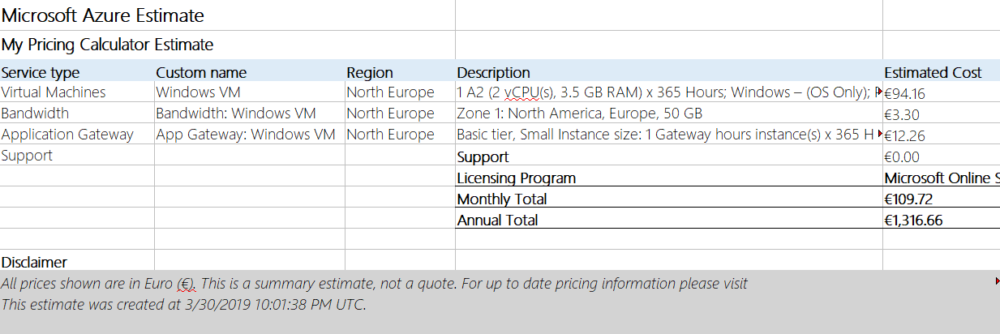 Microsoft Azure Estimate
My Pricing Calculator Estimate
Service type Custom name Region Description Estimated Cost
Virtual Machines Windows VM North Europe 1 A2 (2 vCPU(s), 3.5 GB RAM) x 365 Hours; Windows – (OS Only); €94.16
Bandwidth Bandwidth: Windows VM Zone 1: North America, Europe, 50 GB €3.30
Application Gateway App Gateway: Windows VM North Europe Basic tier, Small Instance size: 1 Gateway hours instance(s) x 365 H €12.26
Support Support €0.00
Licensing Program Microsoft Online S
Monthly Total €109.72
Annual Total €1,316.66
Disclaimer
All prices shown are in Euro (€). This is a summary estimate, not a quote. For up to date pricing information please visit
This estimate was created at 3/30/2019 10:01:38 PM UTC.